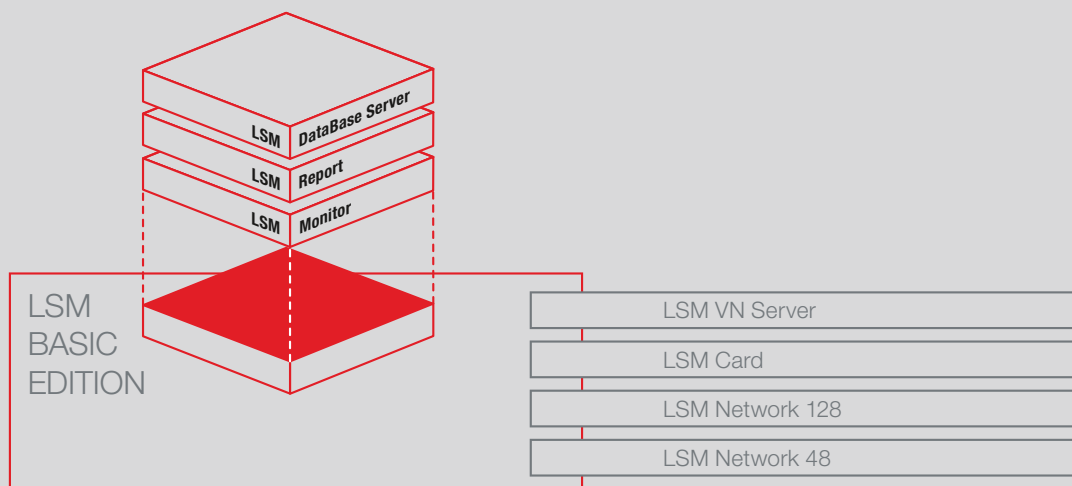 LSM DataBase Server
LSM Report
LSM Monitor
LSM
BASIC
EDITION
LSM VN Server
LSM Card
LSM Network 128
LSM Network 48